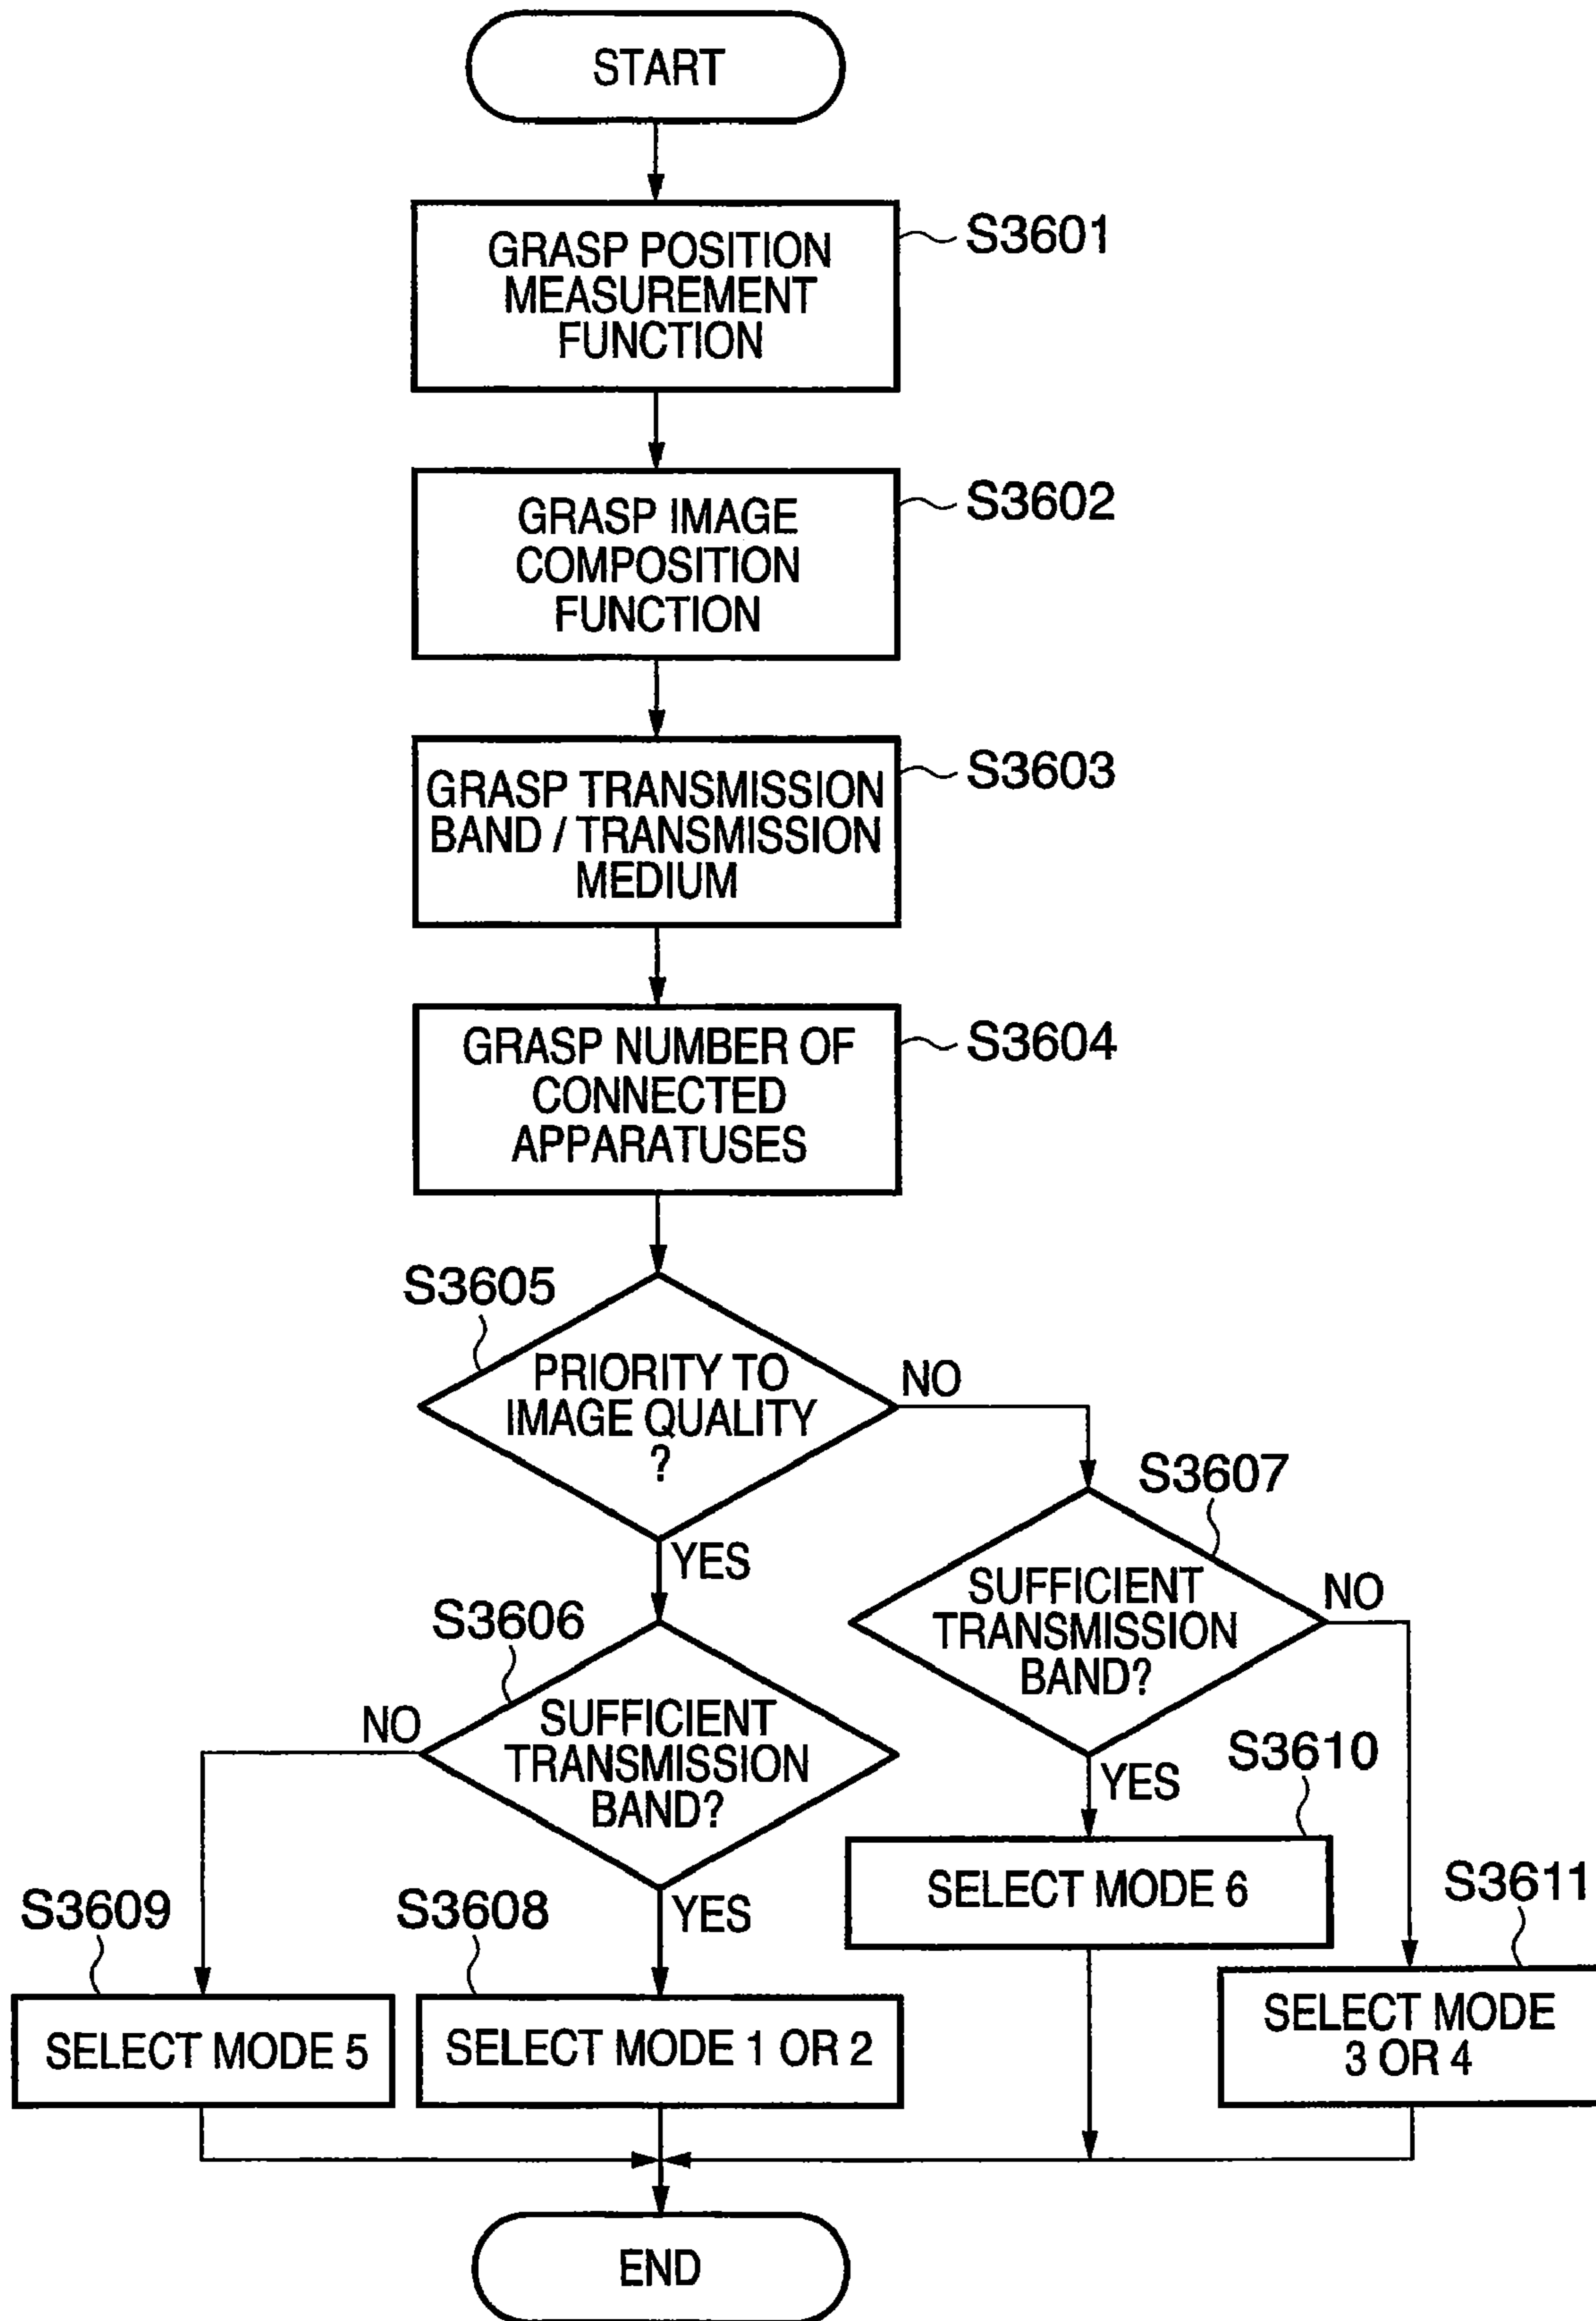 START
GRASP POSITION
MEASUREMENT
FUNCTION
S3601
GRASP IMAGE
COMPOSITION
FUNCTION
S3602
GRASP TRANSMISSION
BAND / TRANSMISSION
MEDIUM
S3603
GRASP NUMBER OF
CONNECTED
APPARATUSES
S3604
S3605
PRIORITY TO
IMAGE QUALITY
?
NO
YES
S3607
SUFFICIENT
TRANSMISSION
BAND?
NO
YES
S3606
SUFFICIENT
TRANSMISSION
BAND?
NO
YES
S3610
SELECT MODE 6
S3611
SELECT MODE
3 OR 4
S3609
SELECT MODE 5
S3608
SELECT MODE 1 OR 2
END